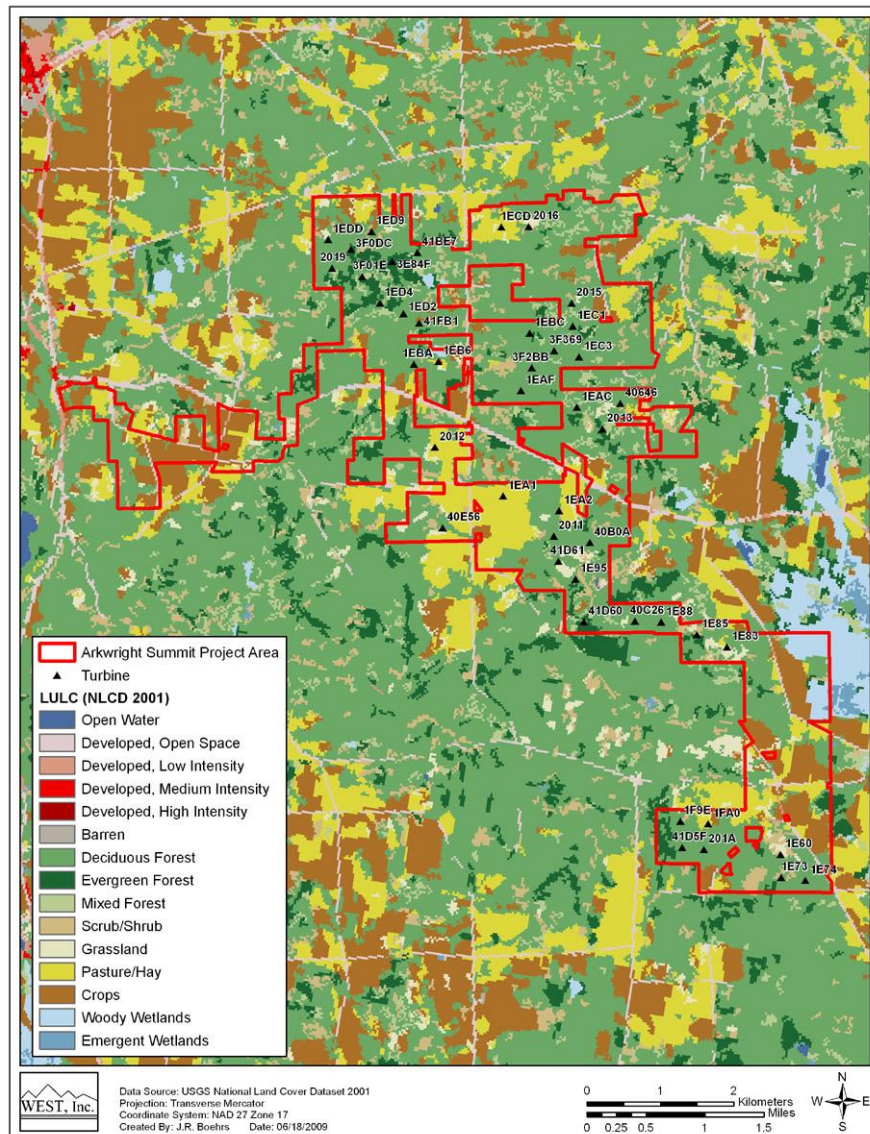 1EDD
1ED9
3F0DC
41BE7
2019
3F01E
3E84F
1ECD
2016
1ED4
1ED2
41FB1
2015
1EC1
1EBC
3F369
1EC3
3F2BB
1EBA
1EB6
1EAF
1EAC
40646
2013
2012
1EA1
1EA2
40E56
2011
40B0A
41D61
1E95
41D60
40C26
1E88
1E85
1E83
1F9E
1FA0
41D5F
201A
1E60
1E73
1E74
Arkwright Summit Project Area
Turbine
LULC (NLCD 2001)
Open Water
Developed, Open Space
Developed, Low Intensity
Developed, Medium Intensity
Developed, High Intensity
Barren
Deciduous Forest
Evergreen Forest
Mixed Forest
Scrub/Shrub
Grassland
Pasture/Hay
Crops
Woody Wetlands
Emergent Wetlands
WEST, Inc.
Data Source: USGS National Land Cover Dataset 2001
Projection: Transverse Mercator
Coordinate System: NAD 27 Zone 17
Created By: J.R. Boehrs Date: 06/18/2009
0 1 2
Kilometers
Miles
0 0.25 0.5 1 1.5
N
W E
S